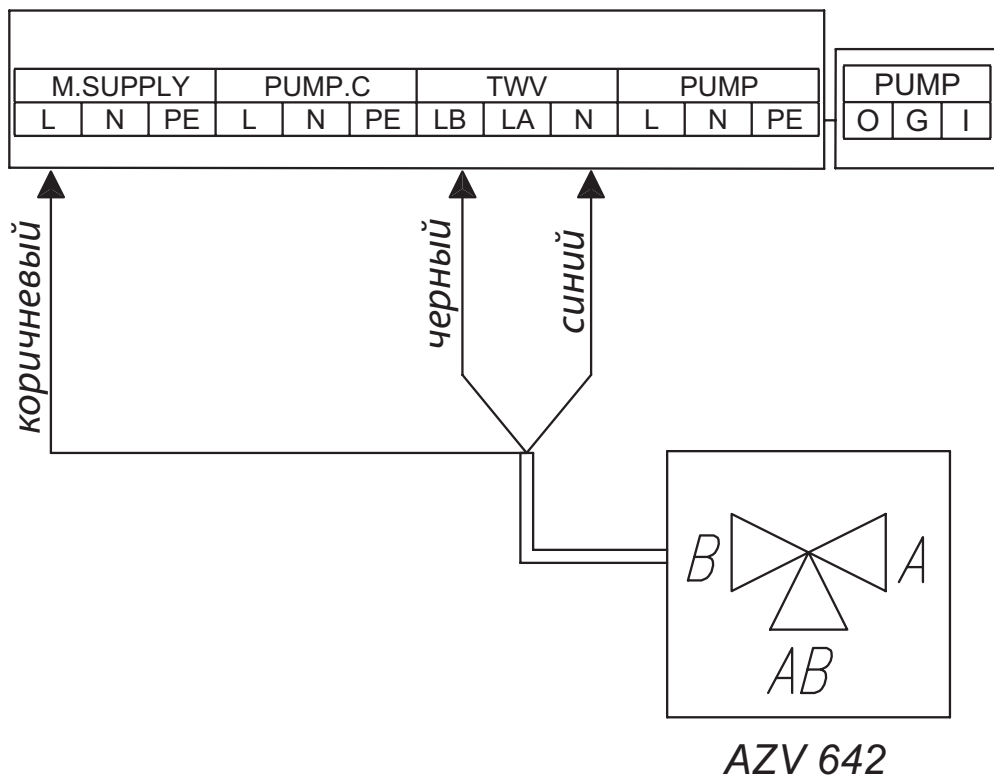 M.SUPPLY PUMP.C TWV PUMP PUMP
L N PE L N PE LB LA N L N PE O G I
коричневый
черный
синий
B A
AB
AZV 642